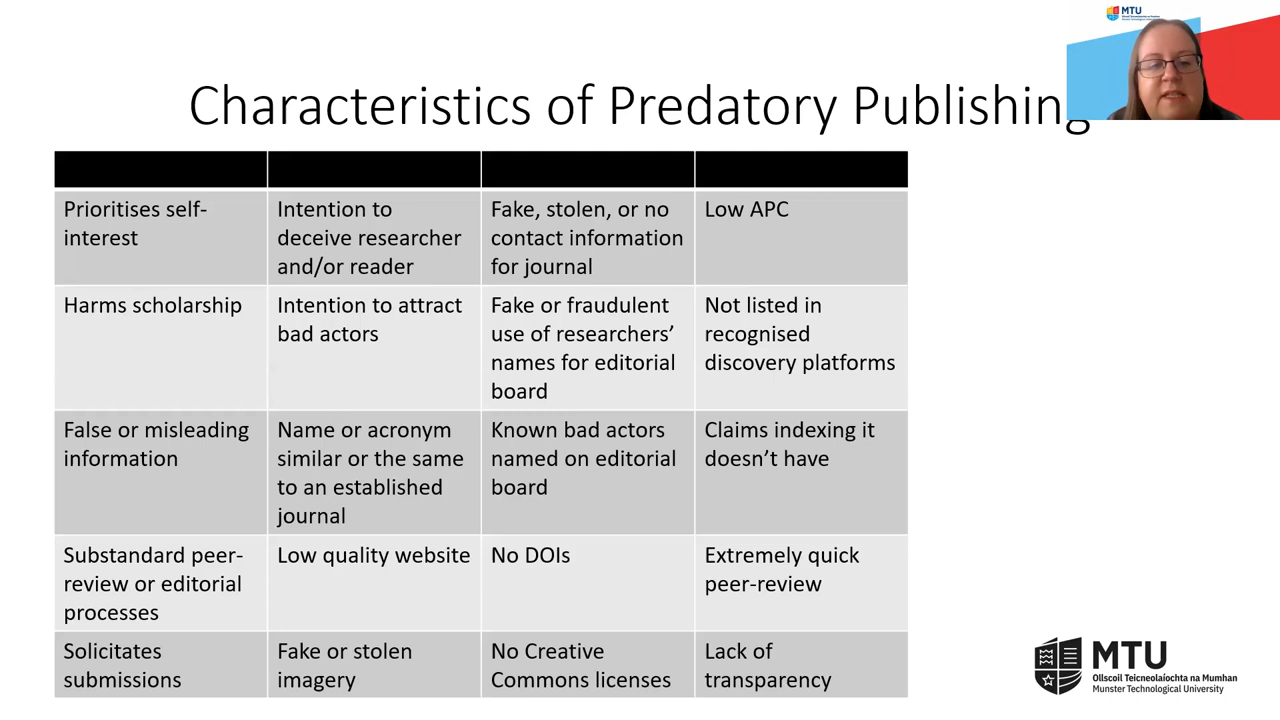 MTU
Characteristics of Predatory Publishing
Prioritises self-
interest
Intention to
deceive researcher
and/or reader
Fake, stolen, or no
contact information
for journal
Low APC
Harms scholarship
Intention to attract
bad actors
Fake or fraudulent
use of researchers’
names for editorial
board
Not listed in
recognised
discovery platforms
False or misleading
information
Name or acronym
similar or the same
to an established
journal
Known bad actors
named on editorial
board
Claims indexing it
doesn’t have
Substandard peer-
review or editorial
processes
Low quality website
No DOIs
Extremely quick
peer-review
Solicitates
submissions
Fake or stolen
imagery
No Creative
Commons licenses
Lack of
transparency
MTU
Ollscoil Teicneolaíochta na Mumhan
Munster Technological University